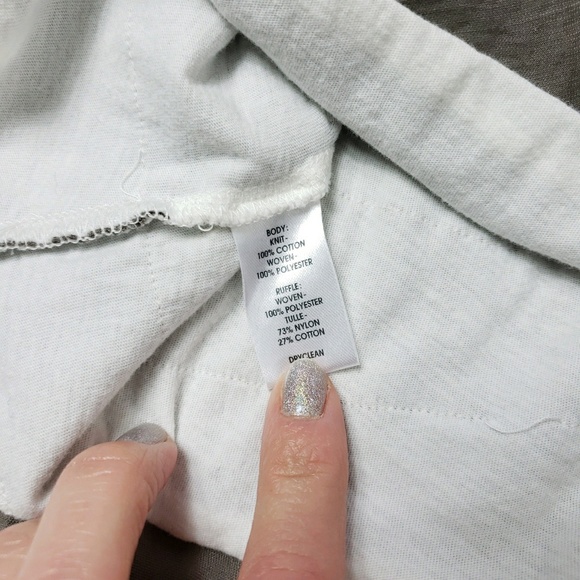 BODY:
KNIT-
100% COTTON
WOVEN-
100% POLYESTER
RUFFLE:
WOVEN-
100% POLYESTER
TULLE-
73% NYLON
27% COTTON
DRYCLEAN